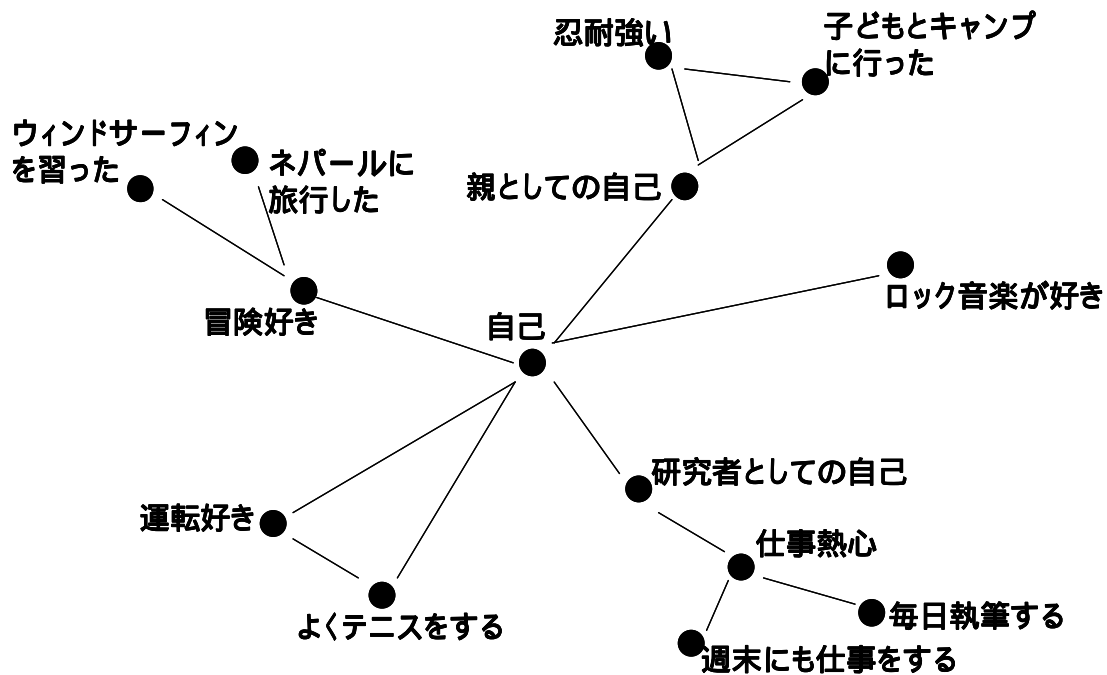 忍耐強い
子どもとキャンプ
に行った
ウィンドサーフィン
を習った
ネパールに
旅行した
親としての自己
ロック音楽が好き
冒険好き
自己
研究者としての自己
運転好き
仕事熱心
よくテニスをする
毎日執筆する
週末にも仕事をする